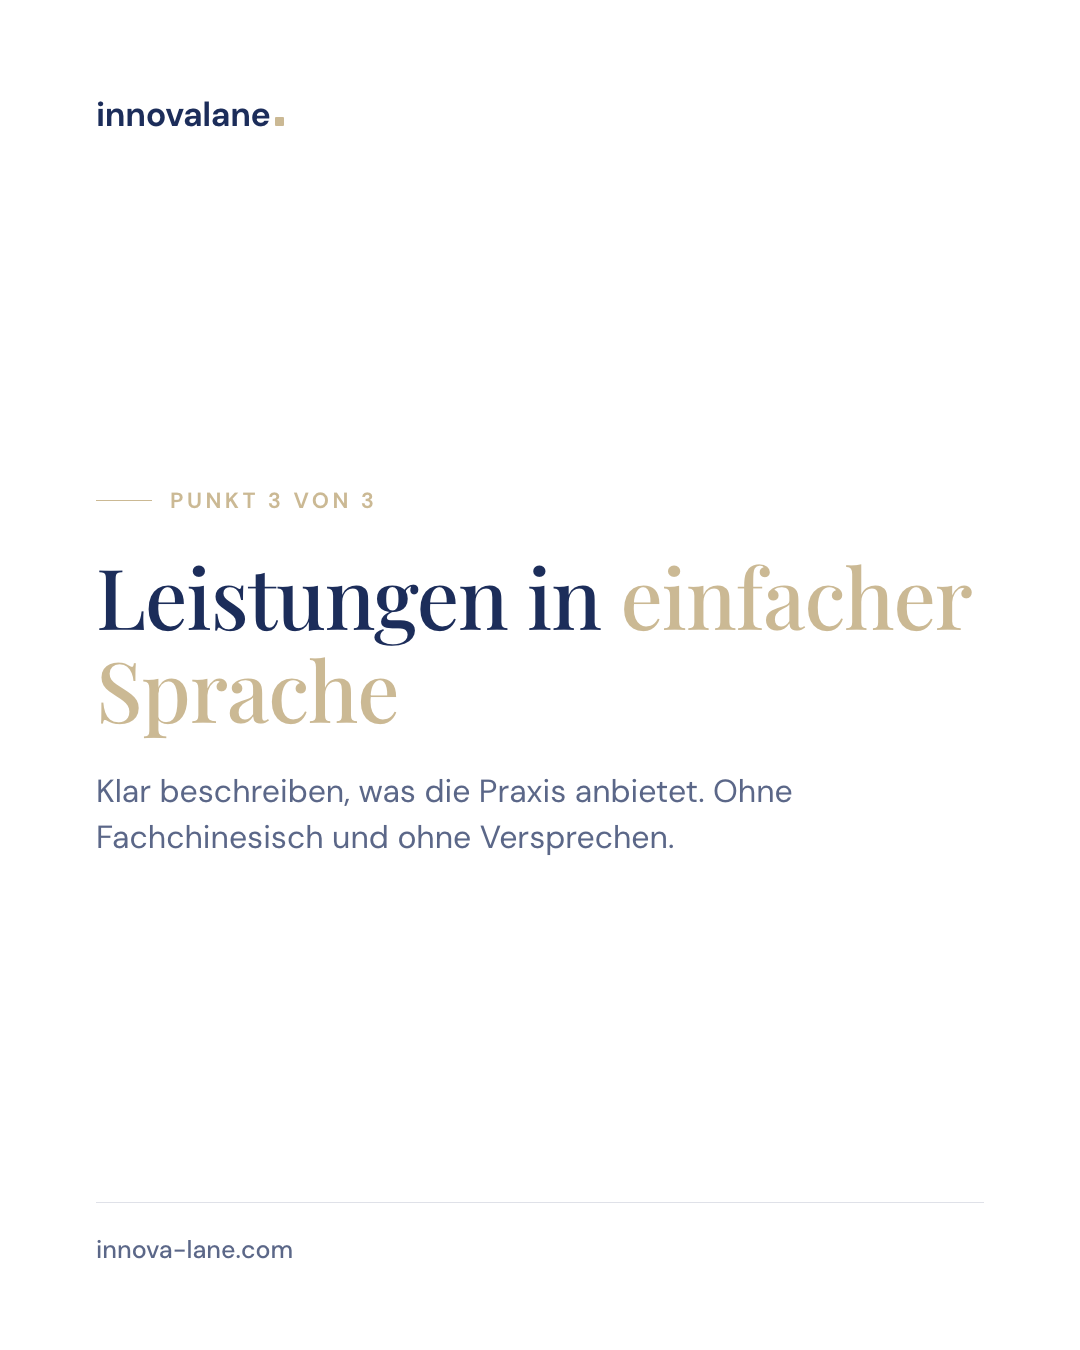 innovalane.
PUNKT 3 VON 3
Leistungen in einfacher
Sprache
Klar beschreiben, was die Praxis anbietet. Ohne
Fachchinesisch und ohne Versprechen.
innova-lane.com